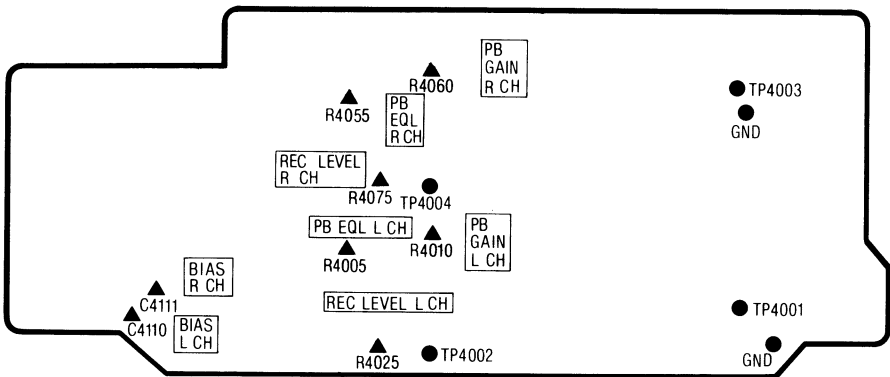 PB
GAIN
R CH
R4060
TP4003
R4055
PB
EQL
R CH
GND
REC LEVEL
R CH
R4075
TP4004
PB EQL L CH
R4005
R4010
PB
GAIN
L CH
BIAS
R CH
C4111
REC LEVEL L CH
TP4001
C4110
BIAS
L CH
R4025
TP4002
GND